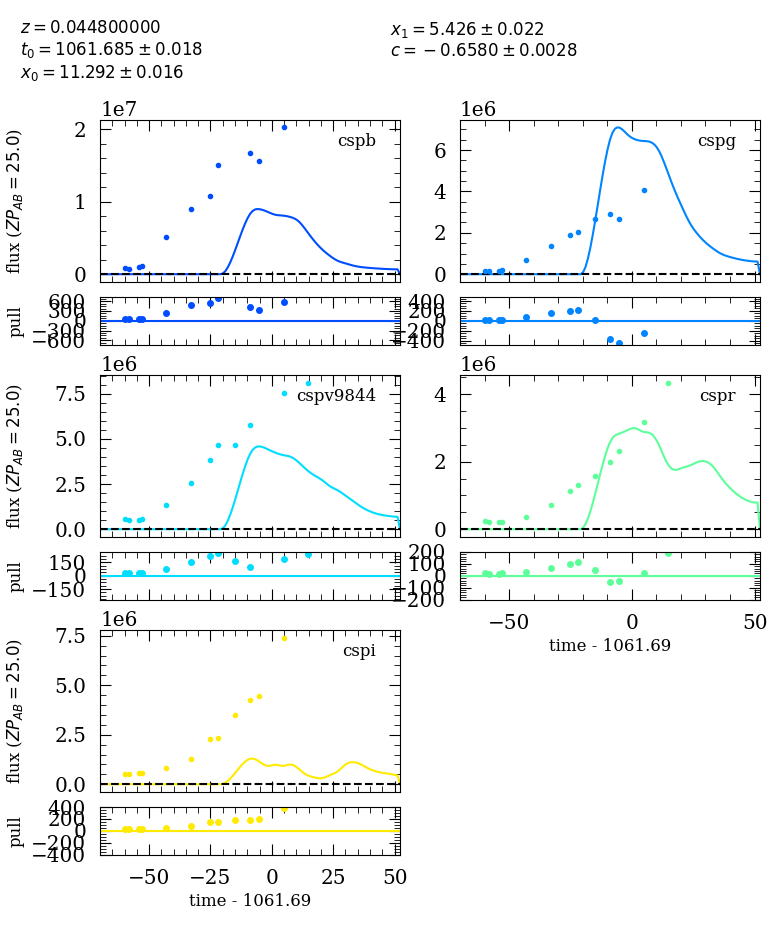 z = 0.044800000
t₀ = 1061.685 ± 0.018
x₀ = 11.292 ± 0.016
x₁ = 5.426 ± 0.022
c = −0.6580 ± 0.0028
1e7
2
1
0
flux (ZP_AB = 25.0)
cspb
1e6
6
4
2
0
cspg
600
300
0
−300
−600
pull
400
200
0
−200
−400
1e6
7.5
5.0
2.5
0.0
flux (ZP_AB = 25.0)
cspv9844
1e6
4
2
0
cspr
150
0
−150
pull
200
100
0
−100
−200
−50
0
50
time - 1061.69
1e6
7.5
5.0
2.5
0.0
flux (ZP_AB = 25.0)
cspi
400
200
0
−200
−400
pull
−50
−25
0
25
50
time - 1061.69